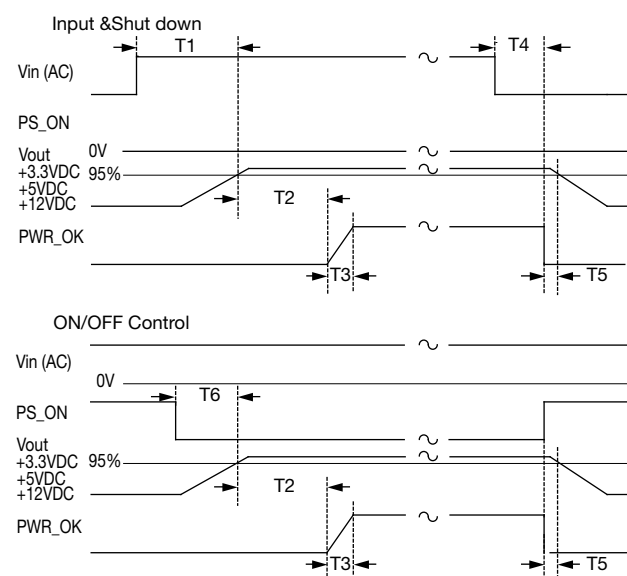 Input &Shut down
T1
T4
Vin (AC)
PS_ON
0V
Vout
+3.3VDC 95%
+5VDC
+12VDC
T2
PWR_OK
T3
T5
ON/OFF Control
Vin (AC)
0V
T6
PS_ON
Vout
+3.3VDC 95%
+5VDC
+12VDC
T2
PWR_OK
T3
T5